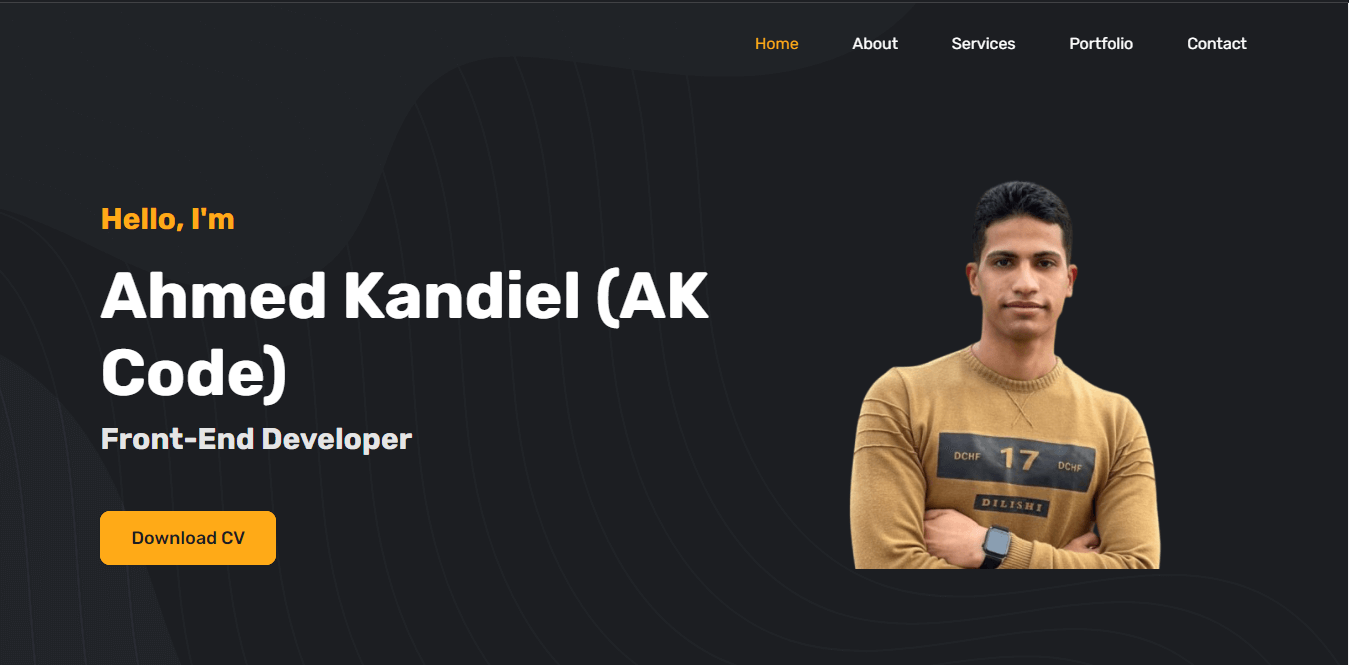 Home About Services Portfolio Contact
Hello, I'm
Ahmed Kandiel (AK
Code)
Front-End Developer
Download CV
DCHF 17 DCHF
DILISHI